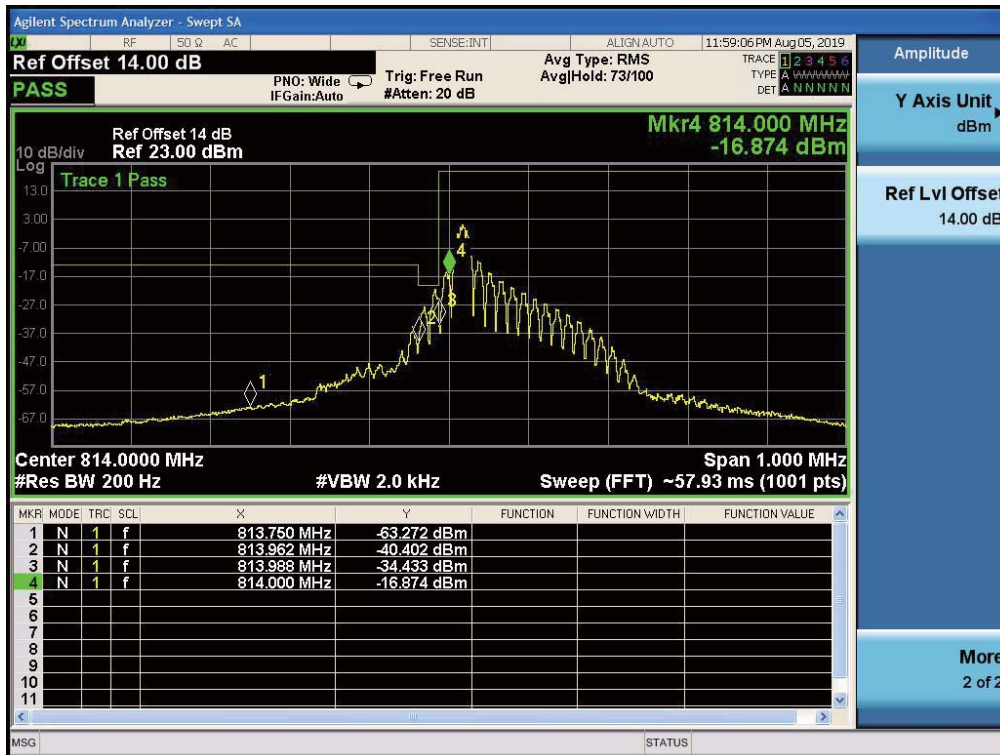 Agilent Spectrum Analyzer - Swept SA
LXI RF 50 Ω AC SENSE:INT ALIGN AUTO 11:59:06 PM Aug 05, 2019
Ref Offset 14.00 dB
PASS
PNO: Wide
IFGain:Auto
Trig: Free Run
#Atten: 20 dB
Avg Type: RMS
Avg|Hold: 73/100
TRACE 1 2 3 4 5 6
TYPE A
DET A N N N N N
Mkr4 814.000 MHz
-16.874 dBm
Ref Offset 14 dB
10 dB/div Ref 23.00 dBm
Log
Trace 1 Pass
13.0
3.00
-7.00
-17.0
-27.0
-37.0
-47.0
-57.0
-67.0
1
2
3
4
Center 814.0000 MHz Span 1.000 MHz
#Res BW 200 Hz #VBW 2.0 kHz Sweep (FFT) ~57.93 ms (1001 pts)
MKR MODE TRC SCL X Y FUNCTION FUNCTION WIDTH FUNCTION VALUE
1 N 1 f 813.750 MHz -63.272 dBm
2 N 1 f 813.962 MHz -40.402 dBm
3 N 1 f 813.988 MHz -34.433 dBm
4 N 1 f 814.000 MHz -16.874 dBm
5
6
7
8
9
10
11
MSG STATUS
Amplitude
Y Axis Unit
dBm
Ref Lvl Offset
14.00 dB
More
2 of 2